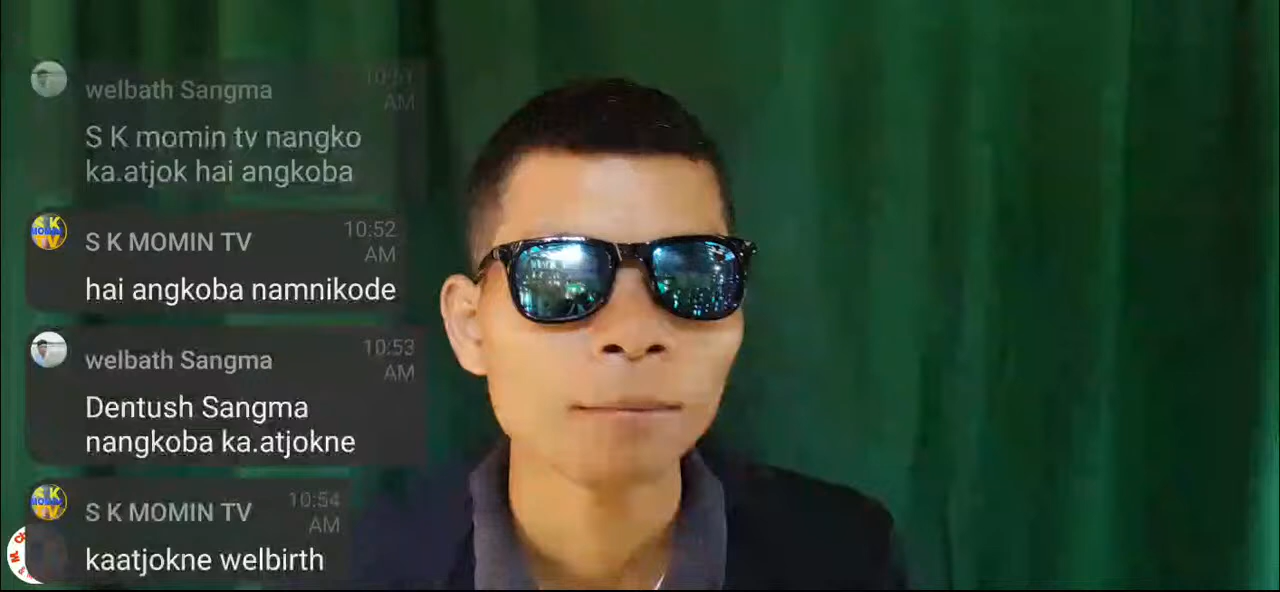 welbath Sangma
10:51
AM
S K momin tv nangko
ka.atjok hai angkoba
S K MOMIN TV
10:52
AM
hai angkoba namnikode
welbath Sangma
10:53
AM
Dentush Sangma
nangkoba ka.atjokne
S K MOMIN TV
10:54
AM
kaatjokne welbirth